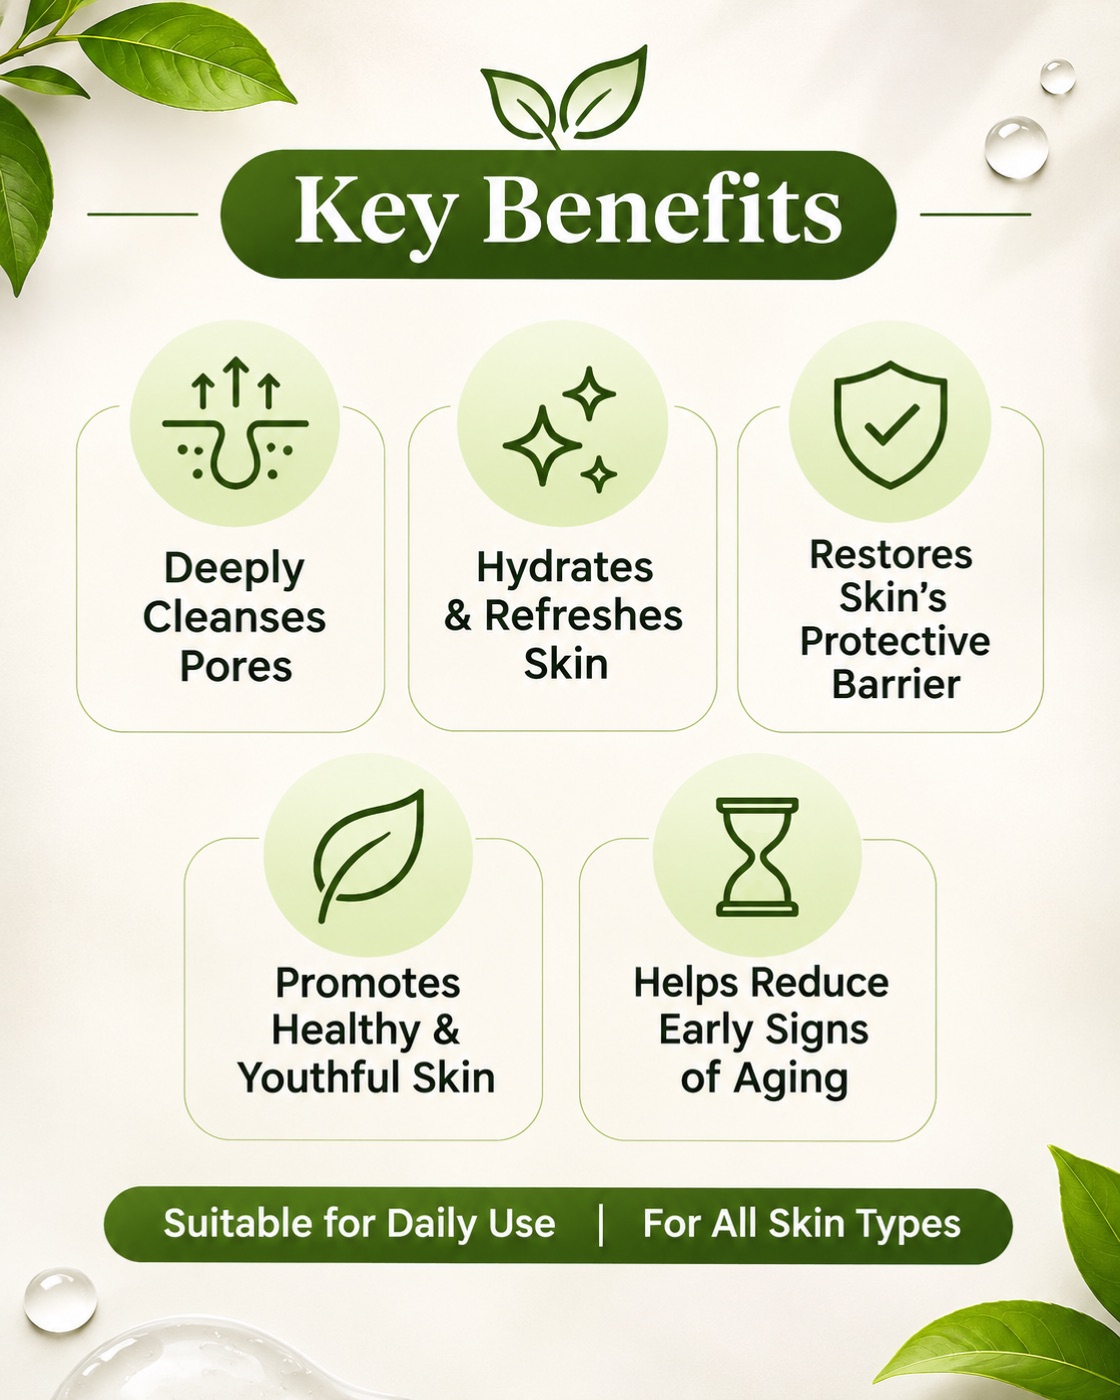 Key Benefits
Deeply
Cleanses
Pores
Hydrates
& Refreshes
Skin
Restores
Skin’s
Protective
Barrier
Promotes
Healthy &
Youthful Skin
Helps Reduce
Early Signs
of Aging
Suitable for Daily Use | For All Skin Types